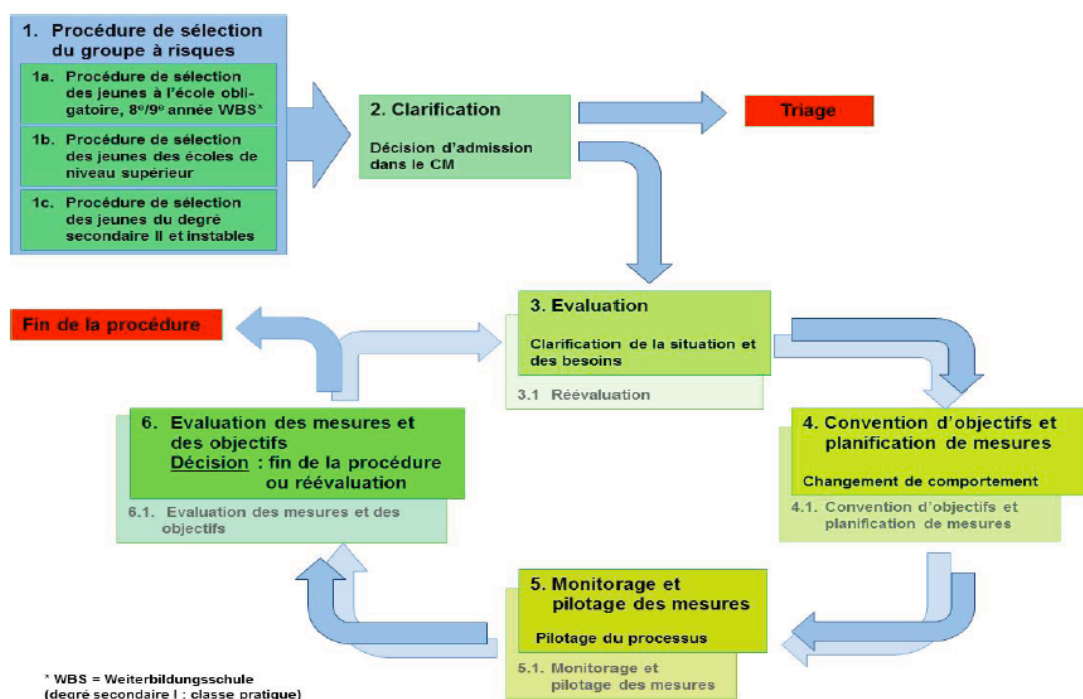 1. Procédure de sélection
du groupe à risques
1a. Procédure de sélection
des jeunes à l'école obli-
gatoire, 8e/9e année WBS*
1b. Procédure de sélection
des jeunes des écoles de
niveau supérieur
1c. Procédure de sélection
des jeunes du degré
secondaire II et instables
2. Clarification
Décision d'admission
dans le CM
Triage
3. Evaluation
Clarification de la situation et
des besoins
3.1 Réévaluation
Fin de la procédure
4. Convention d'objectifs et
planification de mesures
Changement de comportement
4.1. Convention d'objectifs et
planification de mesures
6. Evaluation des mesures et
des objectifs
Décision : fin de la procédure
ou réévaluation
6.1. Evaluation des mesures et des
objectifs
5. Monitorage et
pilotage des mesures
Pilotage du processus
5.1. Monitorage et
pilotage des mesures
* WBS = Weiterbildungsschule
(degré secondaire I : classe pratique)